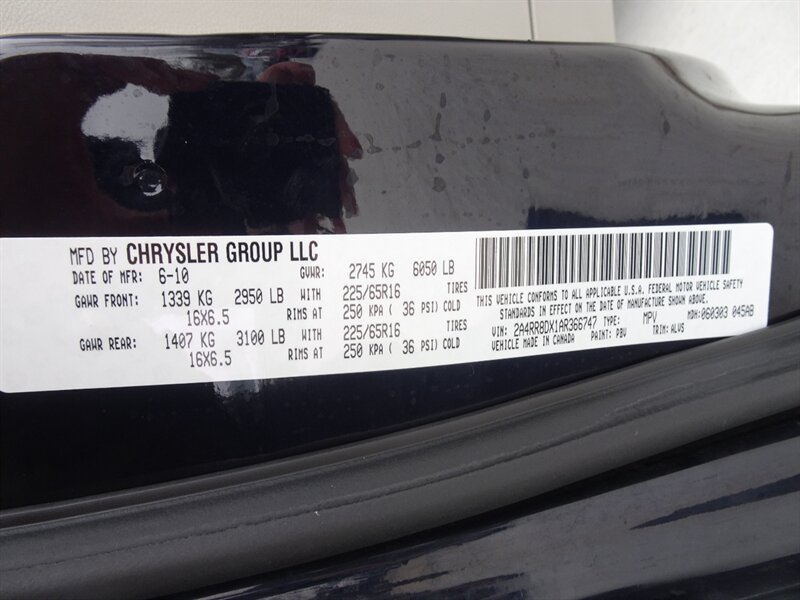 MFD BY CHRYSLER GROUP LLC
DATE OF MFR: 6-10 GVWR: 2745 KG 6050 LB
GAWR FRONT: 1339 KG 2950 LB WITH 225/65R16 TIRES
16X6.5 RIMS AT 250 KPA ( 36 PSI) COLD
GAWR REAR: 1407 KG 3100 LB WITH 225/65R16 TIRES
16X6.5 RIMS AT 250 KPA ( 36 PSI) COLD
THIS VEHICLE CONFORMS TO ALL APPLICABLE U.S.A. FEDERAL MOTOR VEHICLE SAFETY
STANDARDS IN EFFECT ON THE DATE OF MANUFACTURE SHOWN ABOVE.
VIN: 2A4RR8DX1AR366747 TYPE: MPV MDH: 060303 045AB
VEHICLE MADE IN CANADA PAINT: PBV TRIM: ALVS